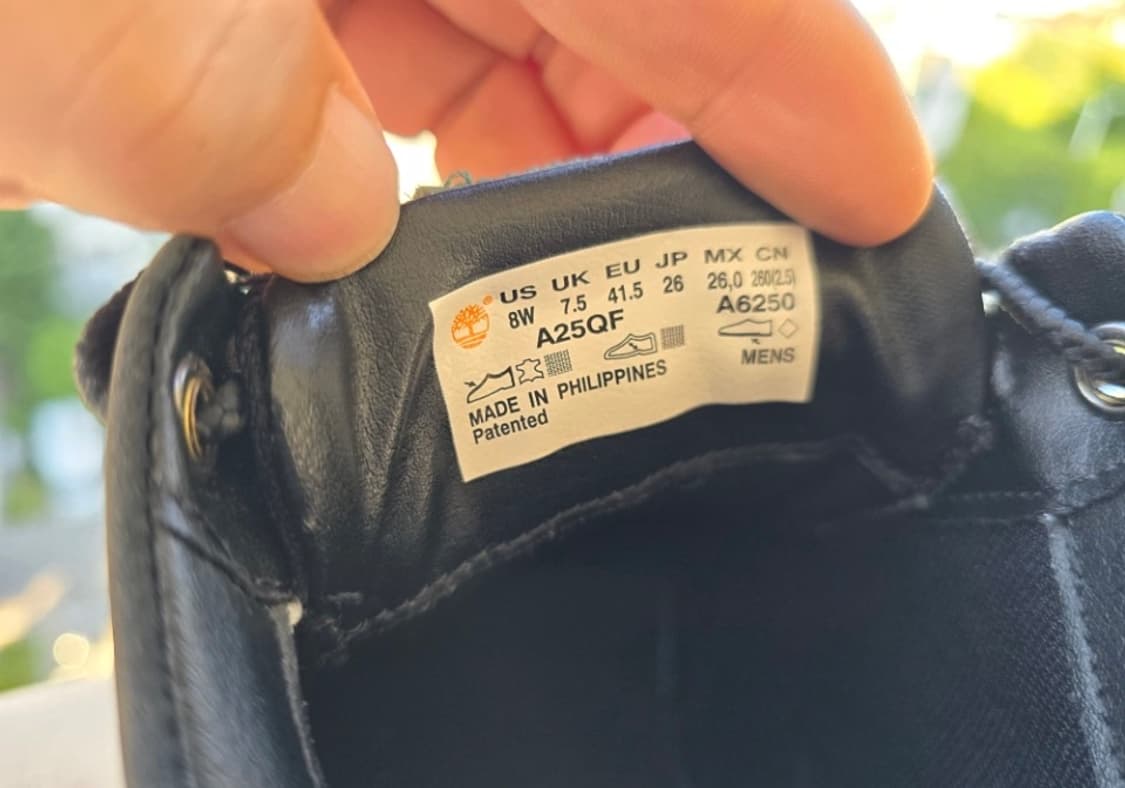 US UK EU JP MX CN
8W 7.5 41.5 26 26,0 260(2.5)
A25QF A6250
MENS
MADE IN PHILIPPINES
Patented